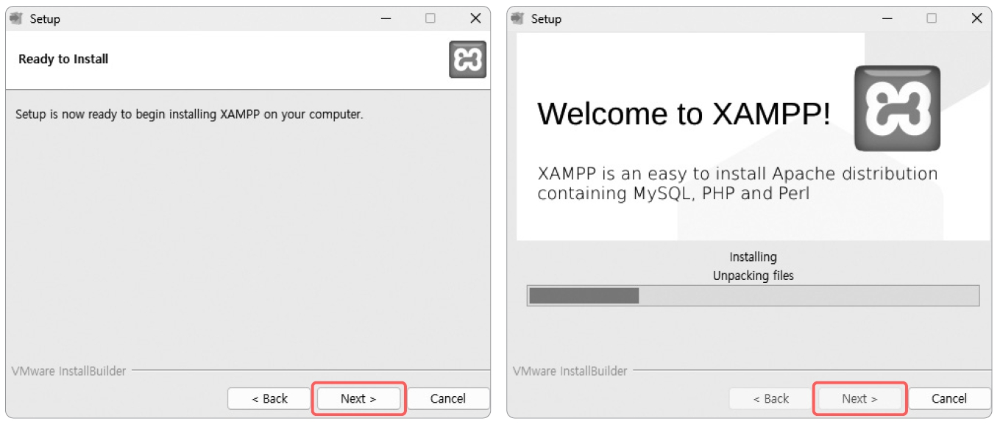 Setup
Ready to Install
Setup is now ready to begin installing XAMPP on your computer.
VMware InstallBuilder
< Back
Next >
Cancel
Setup
Welcome to XAMPP!
XAMPP is an easy to install Apache distribution
containing MySQL, PHP and Perl
Installing
Unpacking files
VMware InstallBuilder
< Back
Next >
Cancel